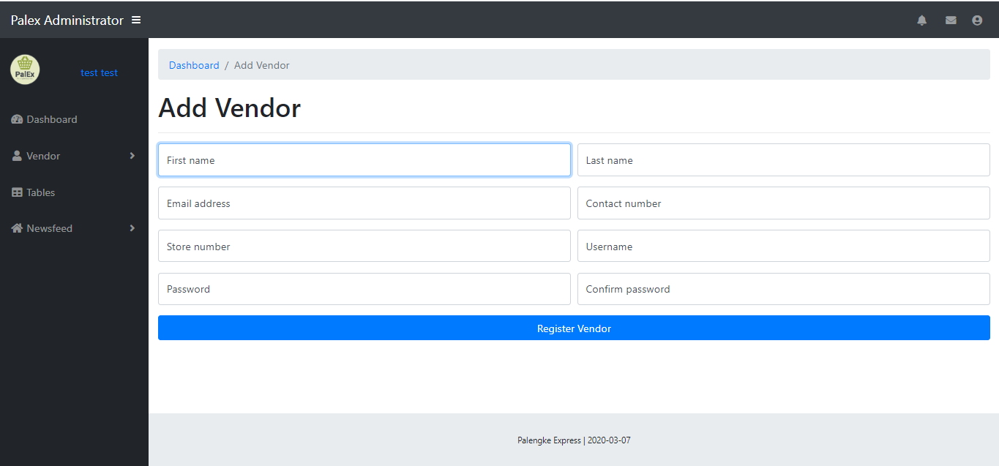 Palex Administrator
PalEx
test test
Dashboard
Vendor
Tables
Newsfeed
Dashboard / Add Vendor
Add Vendor
First name
Last name
Email address
Contact number
Store number
Username
Password
Confirm password
Register Vendor
Palengke Express | 2020-03-07